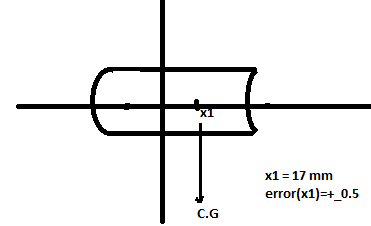 x1
x1 = 17 mm
error(x1)=+_0.5
C.G